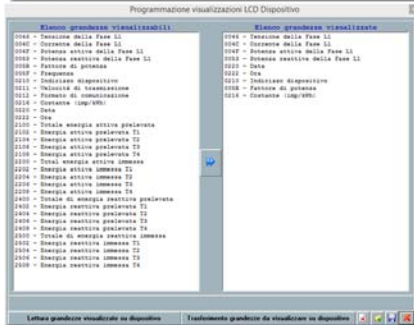 Programmazione visualizzazioni LCD Dispositivo
Elenco grandezze visualizzabili
0046 - Tensione della Fase L1
004C - Corrente della Fase L1
004F - Potenza attiva della Fase L1
0052 - Potenza reattiva della Fase L1
005E - Fattore di potenza
005F - Frequenza
0210 - Indirizzo dispositivo
0211 - Velocità di trasmissione
0212 - Formato di comunicazione
0216 - Costante (imp/kWh)
0220 - Data
0222 - Ora
2100 - Totale energia attiva prelevata
2102 - Energia attiva prelevata T1
2104 - Energia attiva prelevata T2
2106 - Energia attiva prelevata T3
2108 - Energia attiva prelevata T4
2200 - Total energia attiva immessa
2202 - Energia attiva immessa T1
2204 - Energia attiva immessa T2
2206 - Energia attiva immessa T3
2208 - Energia attiva immessa T4
2400 - Totale di energia reattiva prelevata
2402 - Energia reattiva prelevata T1
2404 - Energia reattiva prelevata T2
2406 - Energia reattiva prelevata T3
2408 - Energia reattiva prelevata T4
2500 - Totale di energia reattiva immessa
2502 - Energia reattiva immessa T1
2504 - Energia reattiva immessa T2
2506 - Energia reattiva immessa T3
2508 - Energia reattiva immessa T4
Elenco grandezze visualizzate
0046 - Tensione della Fase L1
004C - Corrente della Fase L1
004F - Potenza attiva della Fase L1
0052 - Potenza reattiva della Fase L1
0220 - Data
0222 - Ora
0210 - Indirizzo dispositivo
005E - Fattore di potenza
0216 - Costante (imp/kWh)
Lettura grandezze visualizzate su dispositivo
Trasferimento grandezze da visualizzare su dispositivo